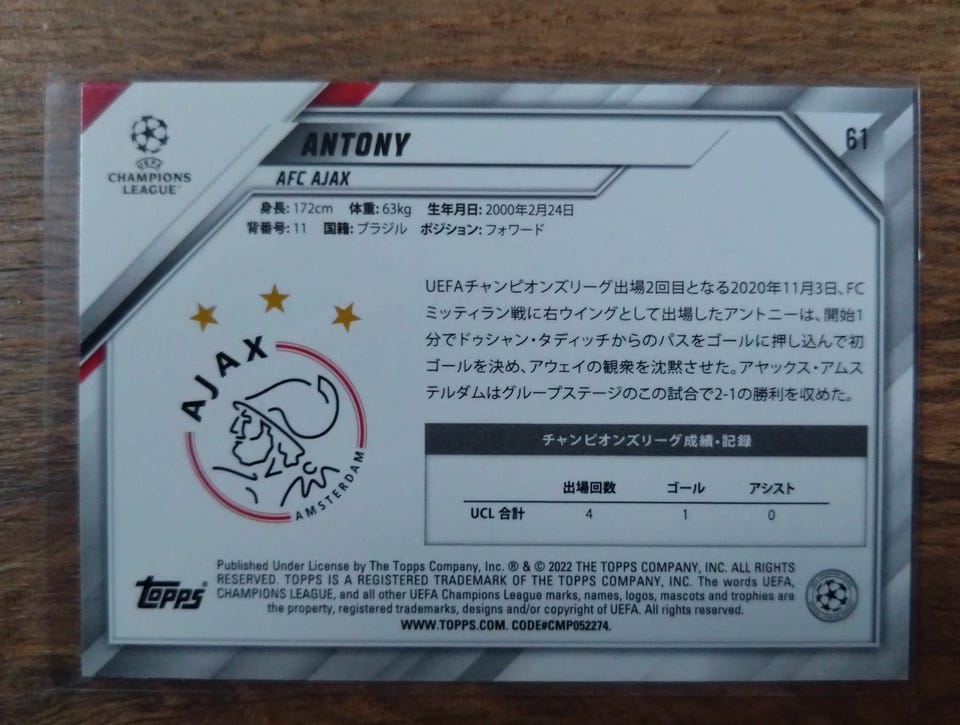 UEFA
CHAMPIONS
LEAGUE™
ANTONY
61
AFC AJAX
身長: 172cm 体重: 63kg 生年月日: 2000年2月24日
背番号: 11 国籍: ブラジル ポジション: フォワード
UEFAチャンピオンズリーグ出場2回目となる2020年11月3日、FC
ミッティラン戦に右ウイングとして出場したアントニーは、開始1
分でドゥシャン・タディッチからのパスをゴールに押し込んで初
ゴールを決め、アウェイの観衆を沈黙させた。アヤックス・アムス
テルダムはグループステージのこの試合で2-1の勝利を収めた。
AJAX
AMSTERDAM
チャンピオンズリーグ成績・記録
出場回数 ゴール アシスト
UCL 合計 4 1 0
Published Under License by The Topps Company, Inc. ® & © 2022 THE TOPPS COMPANY, INC. ALL RIGHTS
RESERVED. TOPPS IS A REGISTERED TRADEMARK OF THE TOPPS COMPANY, INC. The words UEFA,
CHAMPIONS LEAGUE, and all other UEFA Champions League marks, names, logos, mascots and trophies are
the property, registered trademarks, designs and/or copyright of UEFA. All rights reserved.
WWW.TOPPS.COM. CODE#CMP052274.
topps®